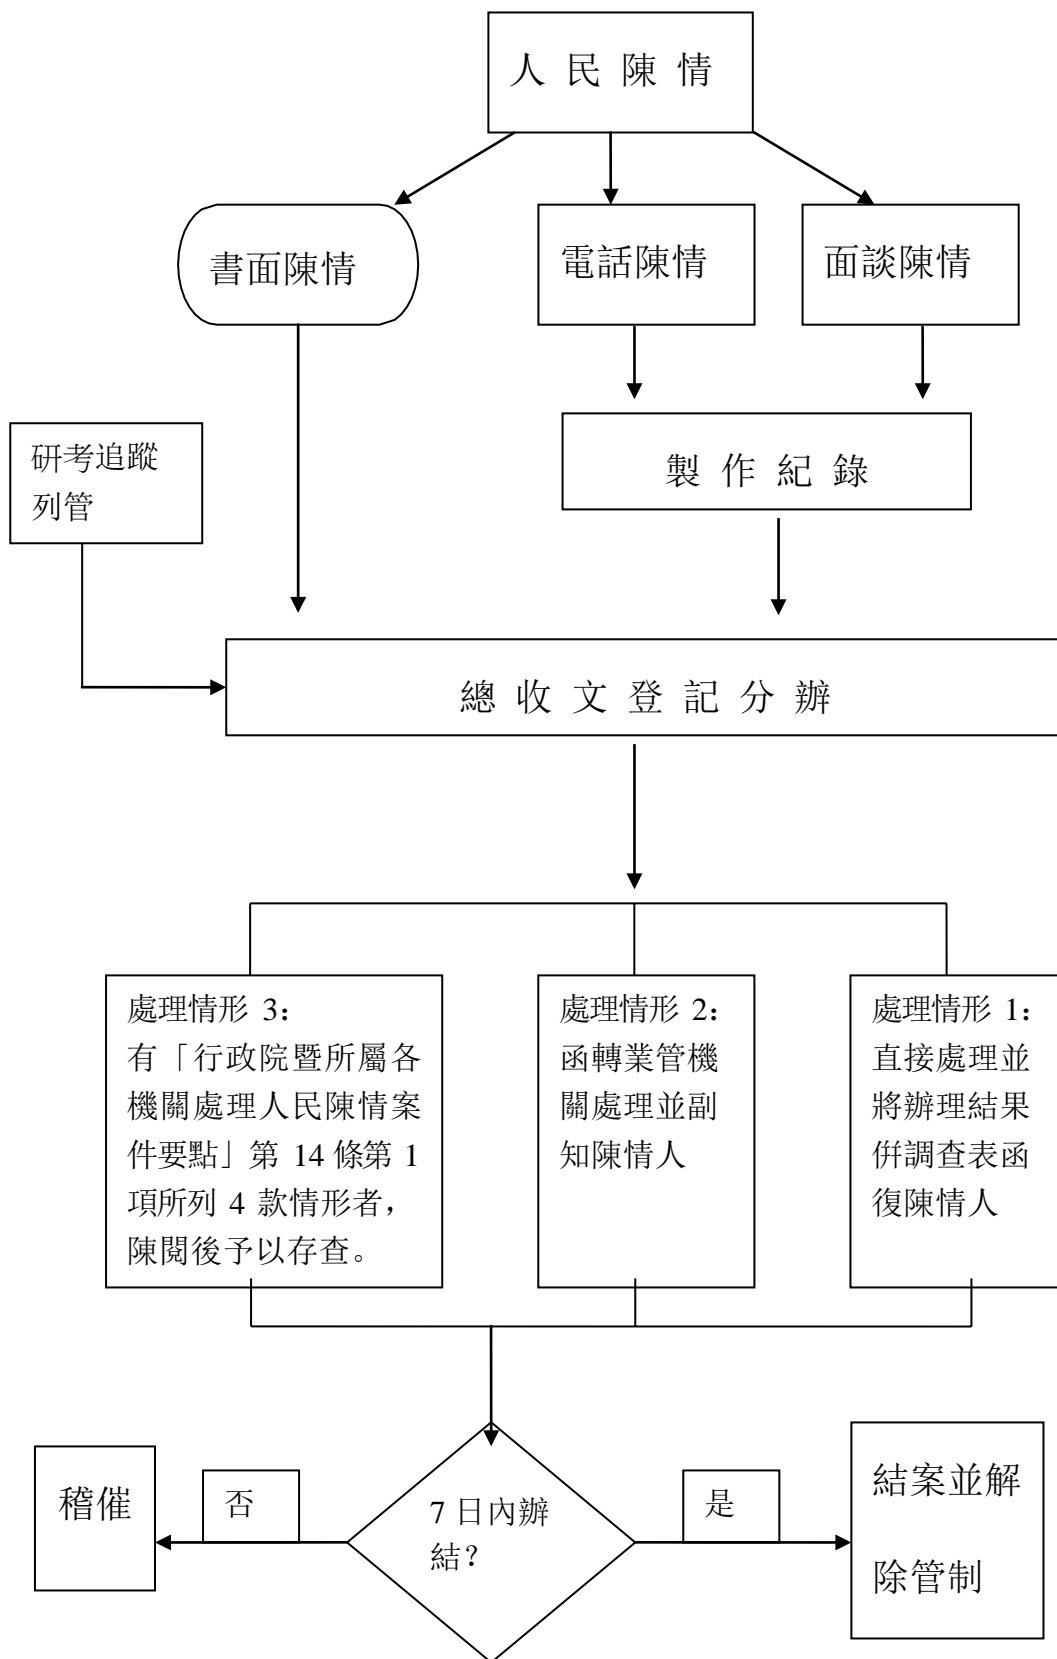 人 民 陳 情
書面陳情
電話陳情
面談陳情
研考追蹤
列管
製 作 紀 錄
總 收 文 登 記 分 辦
處理情形 3：
有「行政院暨所屬各
機關處理人民陳情案
件要點」第 14 條第 1
項所列 4 款情形者，
陳閱後予以存查。
處理情形 2：
函轉業管機
關處理並副
知陳情人
處理情形 1：
直接處理並
將辦理結果
併調查表函
復陳情人
稽催
否
7 日內辦
結？
是
結案並解
除管制